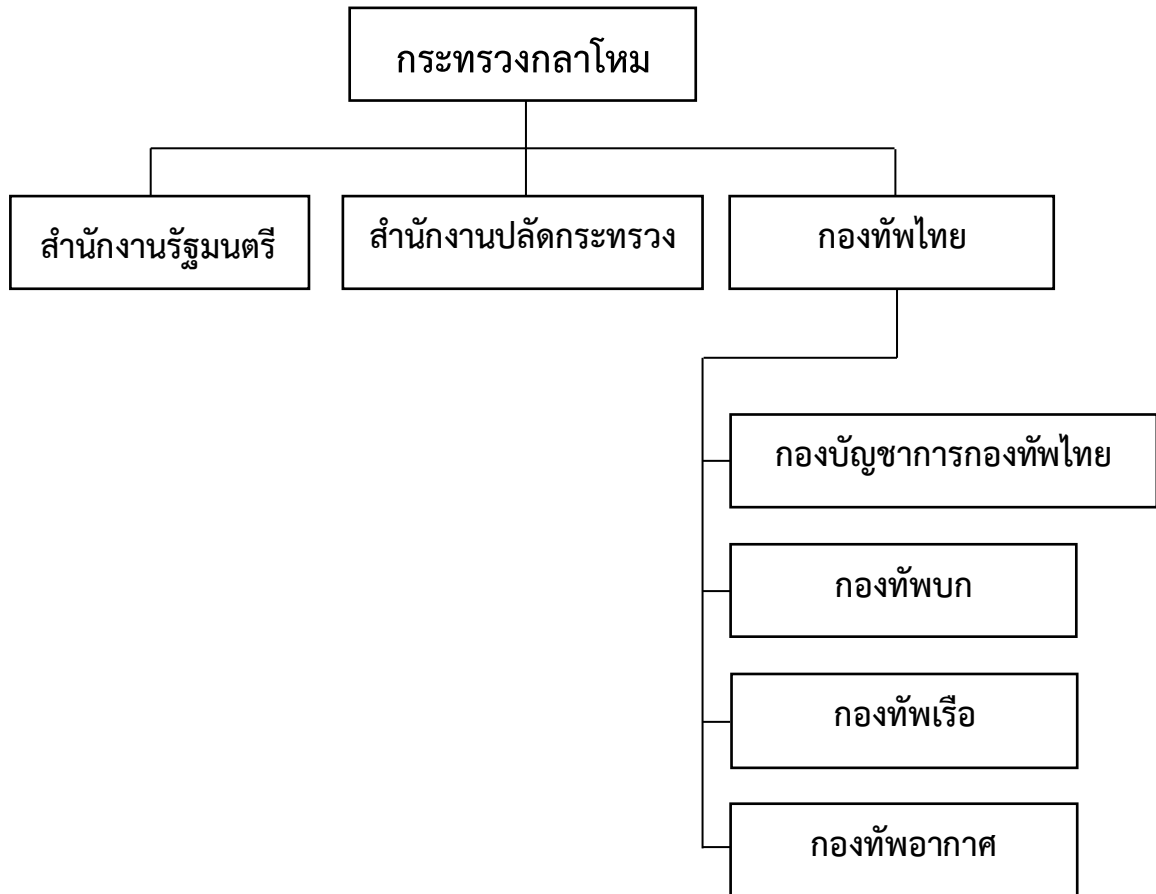 กระทรวงกลาโหม
สำนักงานรัฐมนตรี
สำนักงานปลัดกระทรวง
กองทัพไทย
กองบัญชาการกองทัพไทย
กองทัพบก
กองทัพเรือ
กองทัพอากาศ